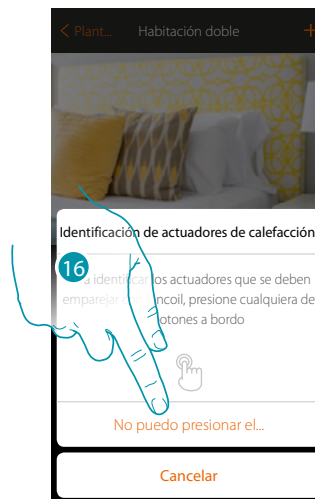 < Plant... Habitación doble +
Identificación de actuadores de calefacción
16
identificar los actuadores que se deben
emparejar ncoil, presione cualquiera de
otones a bordo
No puedo presionar el...
Cancelar